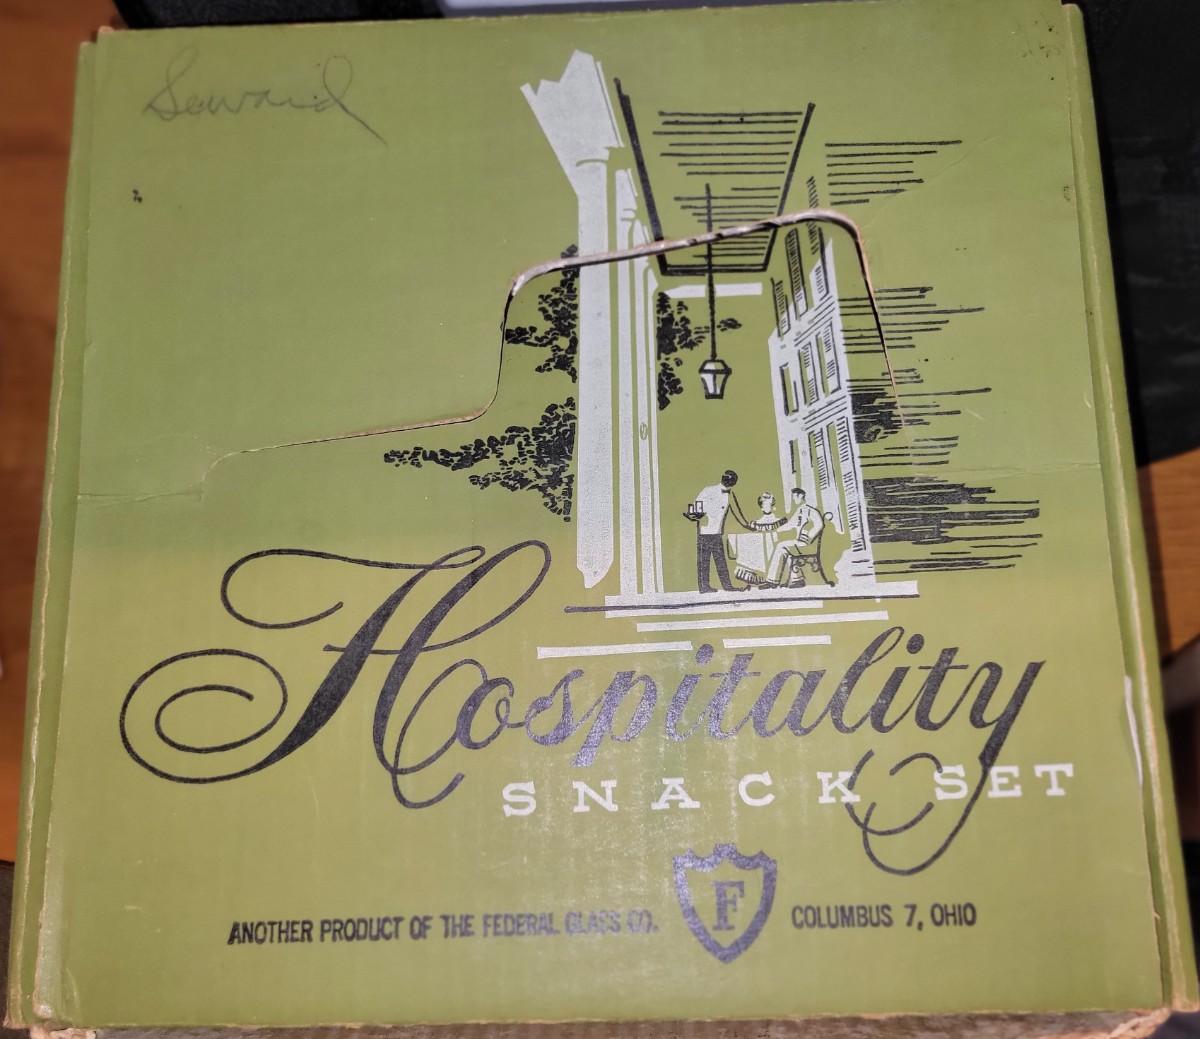 Seward
Hospitality
SNACK SET
F
ANOTHER PRODUCT OF THE FEDERAL GLASS CO. COLUMBUS 7, OHIO